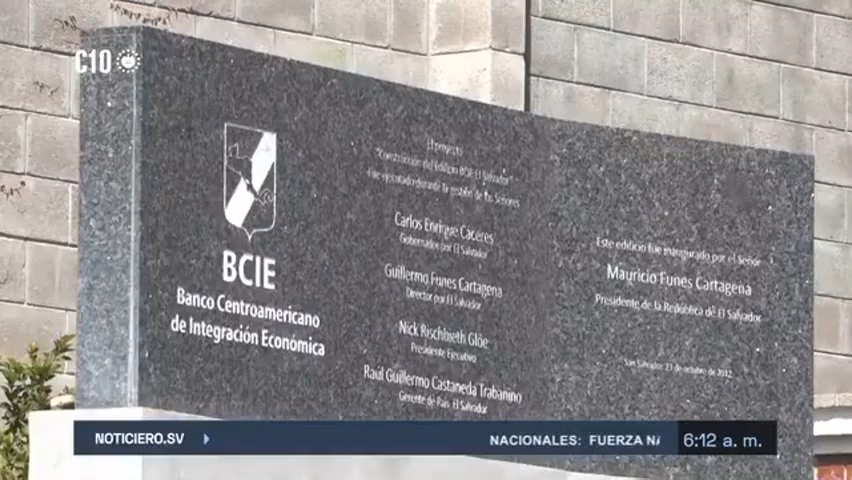 C10
BCIE
Banco Centroamericano
de Integración Económica
El proyecto
"Construcción del Edificio BCIE El Salvador"
Fue ejecutado durante la gestión de los Señores
Carlos Enrique Cáceres
Gobernador por El Salvador
Guillermo Funes Cartagena
Director por El Salvador
Nick Rischbieth Glöe
Presidente Ejecutivo
Raúl Guillermo Castaneda Trabanino
Gerente de País El Salvador
Este edificio fue inaugurado por el Señor
Mauricio Funes Cartagena
Presidente de la República de El Salvador
San Salvador, 23 de octubre de 2012
NOTICIERO.SV
NACIONALES: FUERZA NA
6:12 a. m.